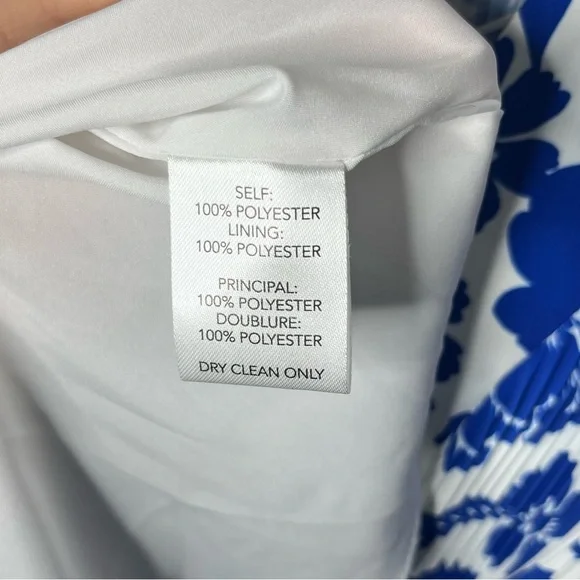 SELF:
100% POLYESTER
LINING:
100% POLYESTER
PRINCIPAL:
100% POLYESTER
DOUBLURE:
100% POLYESTER
DRY CLEAN ONLY